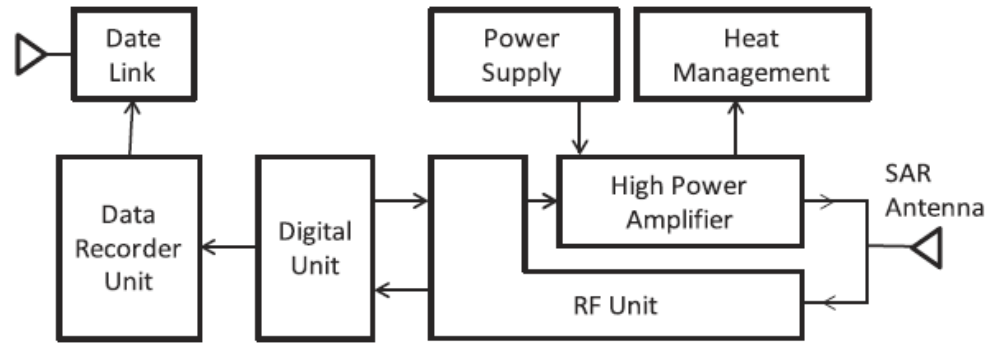 Date
Link
Power
Supply
Heat
Management
Data
Recorder
Unit
Digital
Unit
High Power
Amplifier
SAR
Antenna
RF Unit